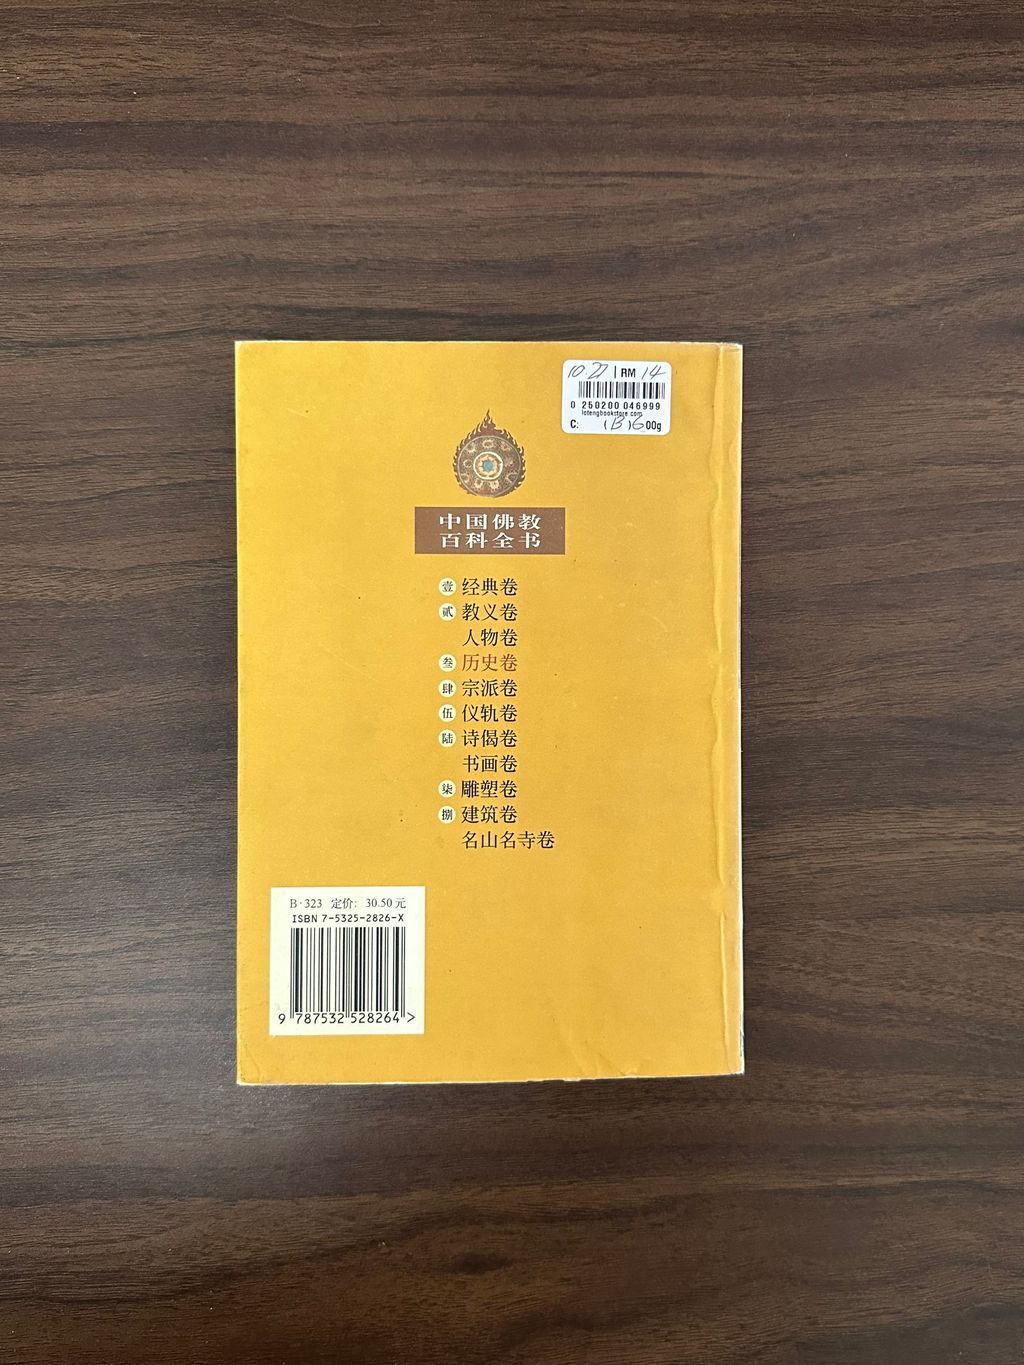 10.27 | RM 14
0 250200 046999
lotengbookstore.com
C: (B)600g
中国佛教
百科全书
壹 经典卷
贰 教义卷
人物卷
叁 历史卷
肆 宗派卷
伍 仪轨卷
陆 诗偈卷
书画卷
柒 雕塑卷
捌 建筑卷
名山名寺卷
B·323 定价: 30.50元
ISBN 7-5325-2826-X
9 787532 528264 >